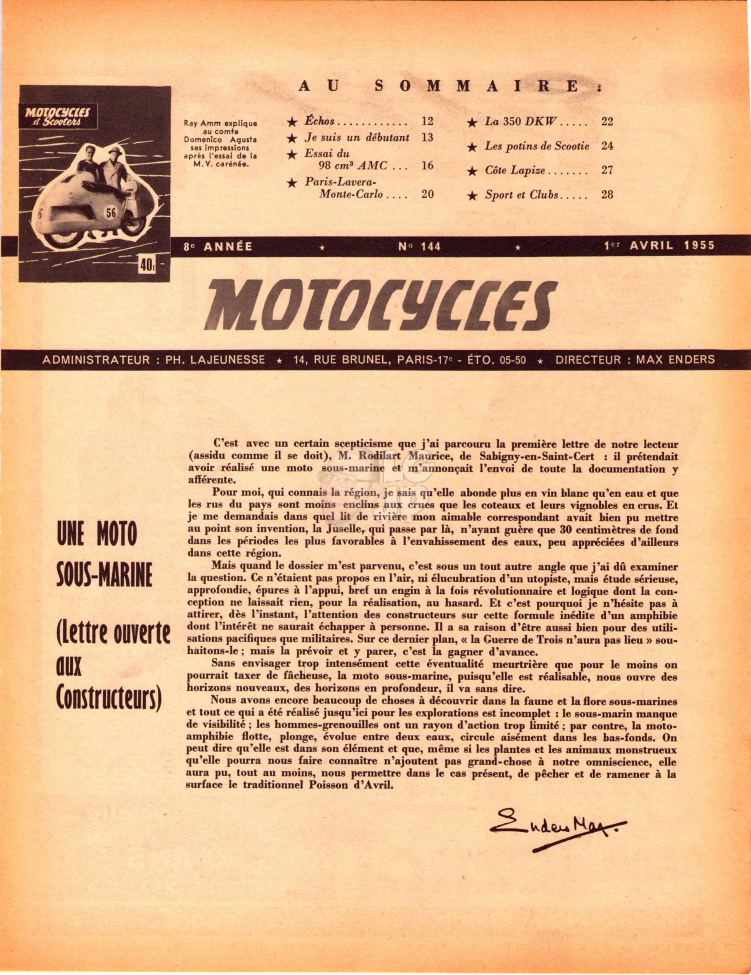 AU SOMMAIRE :
MOTOCYCLES
et Scooters
56
40F
Ray Amm explique
au comte
Domenico Agusta
ses impressions
après l'essai de la
M.V. carénée.
★ Échos ............ 12
★ Je suis un débutant 13
★ Essai du
98 cm³ AMC ... 16
★ Paris-Lavera-
Monte-Carlo .... 20
★ La 350 DKW ..... 22
★ Les potins de Scootie 24
★ Côte Lapize ....... 27
★ Sport et Clubs ..... 28
8e ANNÉE ★ No 144 ★ 1er AVRIL 1955
MOTOCYCLES
ADMINISTRATEUR : PH. LAJEUNESSE ★ 14, RUE BRUNEL, PARIS-17e - ÉTO. 05-50 ★ DIRECTEUR : MAX ENDERS
UNE MOTO
SOUS-MARINE
(Lettre ouverte
aux
Constructeurs)
C'est avec un certain scepticisme que j'ai parcouru la première lettre de notre lecteur
(assidu comme il se doit), M. Rodilart Maurice, de Sabigny-en-Saint-Cert : il prétendait
avoir réalisé une moto sous-marine et m'annonçait l'envoi de toute la documentation y
afférente.
Pour moi, qui connais la région, je sais qu'elle abonde plus en vin blanc qu'en eau et que
les rus du pays sont moins enclins aux crues que les coteaux et leurs vignobles en crus. Et
je me demandais dans quel lit de rivière mon aimable correspondant avait bien pu mettre
au point son invention, la Juselle, qui passe par là, n'ayant guère que 30 centimètres de fond
dans les périodes les plus favorables à l'envahissement des eaux, peu appréciées d'ailleurs
dans cette région.
Mais quand le dossier m'est parvenu, c'est sous un tout autre angle que j'ai dû examiner
la question. Ce n'étaient pas propos en l'air, ni élucubration d'un utopiste, mais étude sérieuse,
approfondie, épures à l'appui, bref un engin à la fois révolutionnaire et logique dont la con-
ception ne laissait rien, pour la réalisation, au hasard. Et c'est pourquoi je n'hésite pas à
attirer, dès l'instant, l'attention des constructeurs sur cette formule inédite d'un amphibie
dont l'intérêt ne saurait échapper à personne. Il a sa raison d'être aussi bien pour des utili-
sations pacifiques que militaires. Sur ce dernier plan, « la Guerre de Trois n'aura pas lieu » sou-
haitons-le ; mais la prévoir et y parer, c'est la gagner d'avance.
Sans envisager trop intensément cette éventualité meurtrière que pour le moins on
pourrait taxer de fâcheuse, la moto sous-marine, puisqu'elle est réalisable, nous ouvre des
horizons nouveaux, des horizons en profondeur, il va sans dire.
Nous avons encore beaucoup de choses à découvrir dans la faune et la flore sous-marines
et tout ce qui a été réalisé jusqu'ici pour les explorations est incomplet : le sous-marin manque
de visibilité ; les hommes-grenouilles ont un rayon d'action trop limité ; par contre, la moto-
amphibie flotte, plonge, évolue entre deux eaux, circule aisément dans les bas-fonds. On
peut dire qu'elle est dans son élément et que, même si les plantes et les animaux monstrueux
qu'elle pourra nous faire connaître n'ajoutent pas grand-chose à notre omniscience, elle
aura pu, tout au moins, nous permettre dans le cas présent, de pêcher et de ramener à la
surface le traditionnel Poisson d'Avril.
Enders Max.